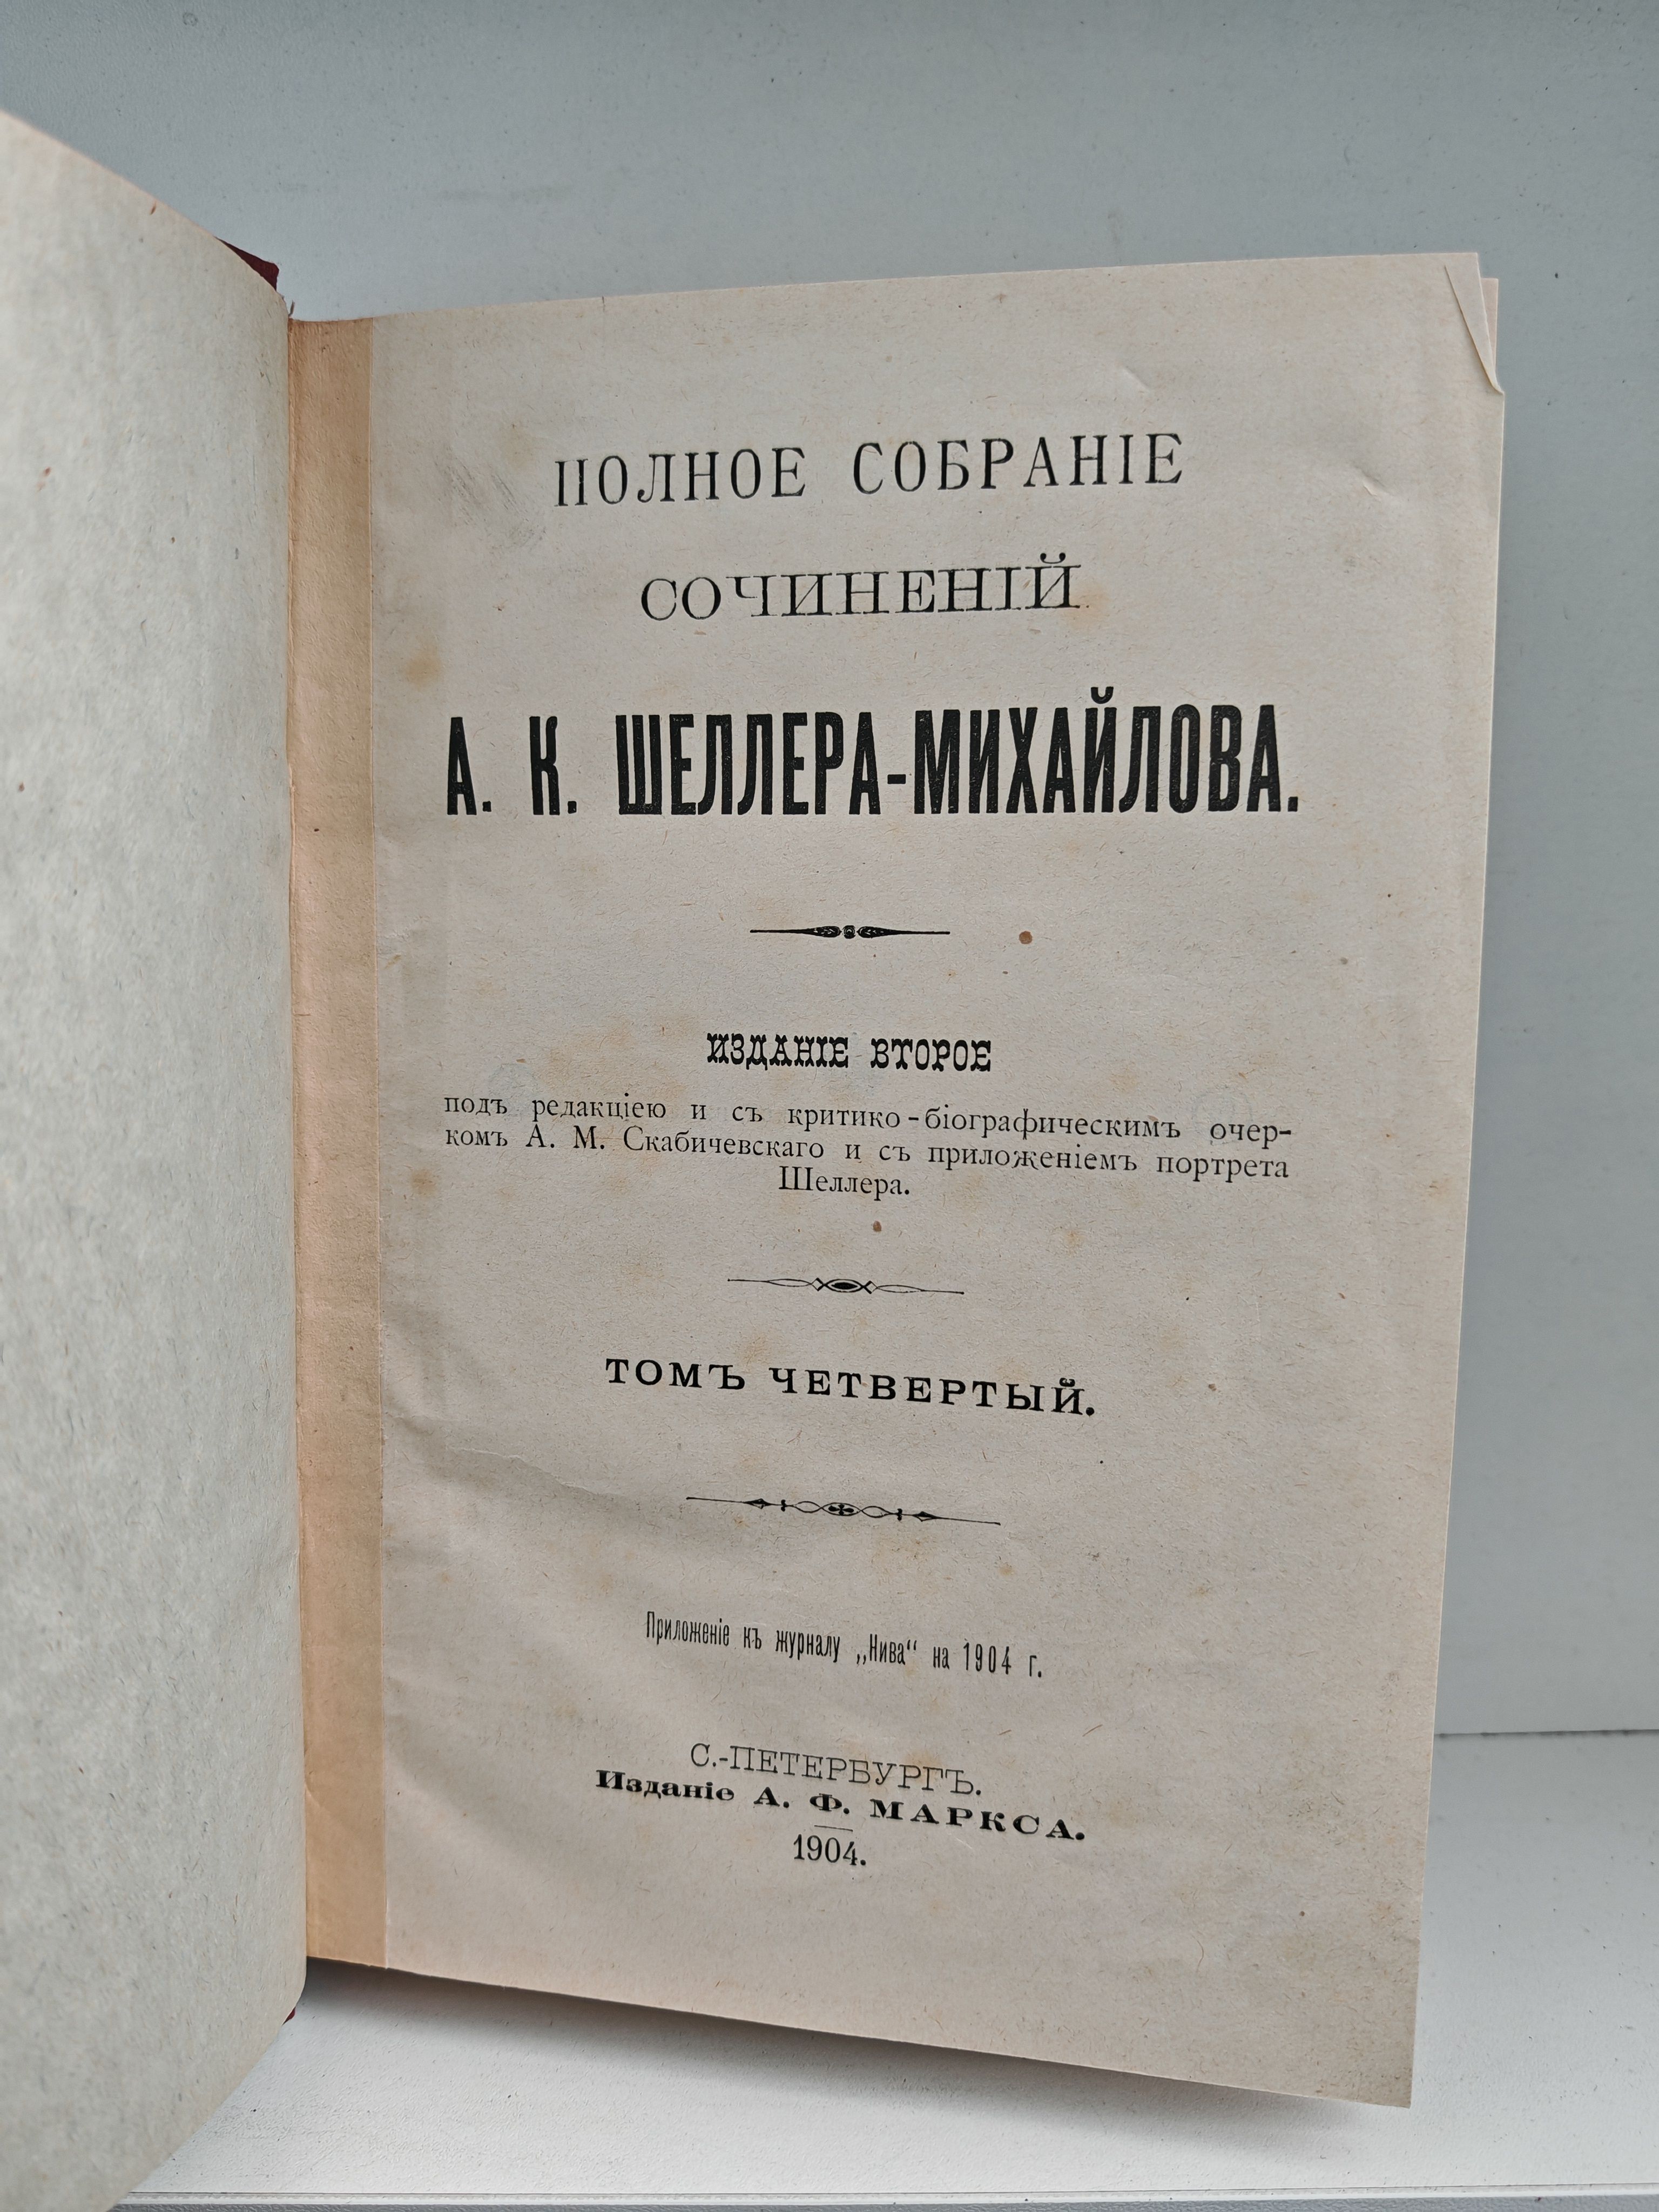 ПОЛНОЕ СОБРАНІЕ
СОЧИНЕНІЙ
А. К. ШЕЛЛЕРА-МИХАЙЛОВА.
ИЗДАНІЕ ВТОРОЕ
подъ редакціею и съ критико-біографическимъ очер-
комъ А. М. Скабичевскаго и съ приложеніемъ портрета
Шеллера.
ТОМЪ ЧЕТВЕРТЫЙ.
Приложеніе къ журналу „Нива“ на 1904 г.
С.-ПЕТЕРБУРГЪ.
Изданіе А. Ф. МАРКСА.
1904.